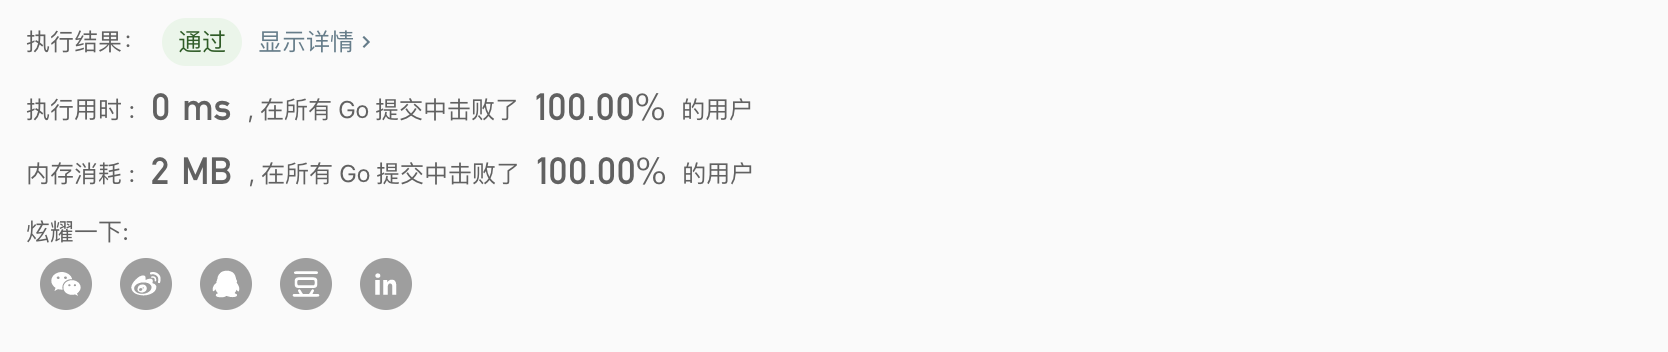 执行结果： 通过 显示详情 >
执行用时 : 0 ms , 在所有 Go 提交中击败了 100.00% 的用户
内存消耗 : 2 MB , 在所有 Go 提交中击败了 100.00% 的用户
炫耀一下:
豆 in